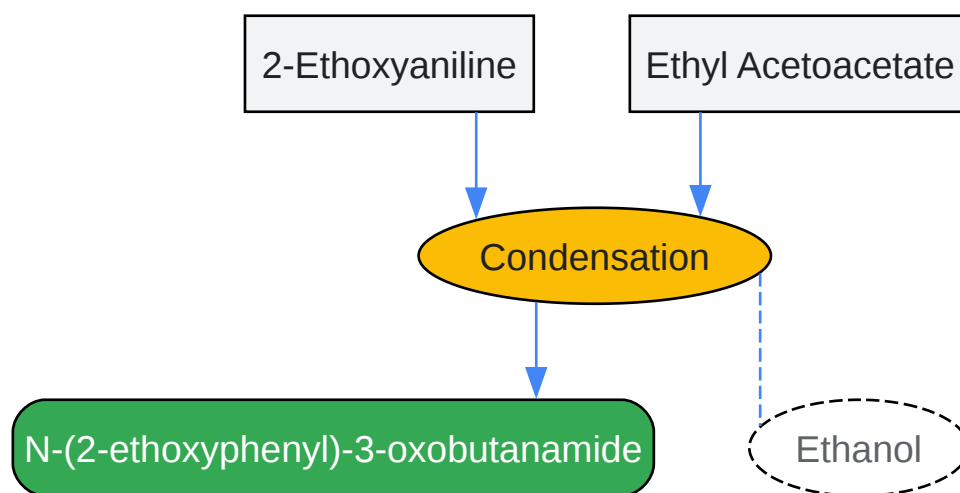 2-Ethoxyaniline
Ethyl Acetoacetate
Condensation
N-(2-ethoxyphenyl)-3-oxobutanamide
Ethanol